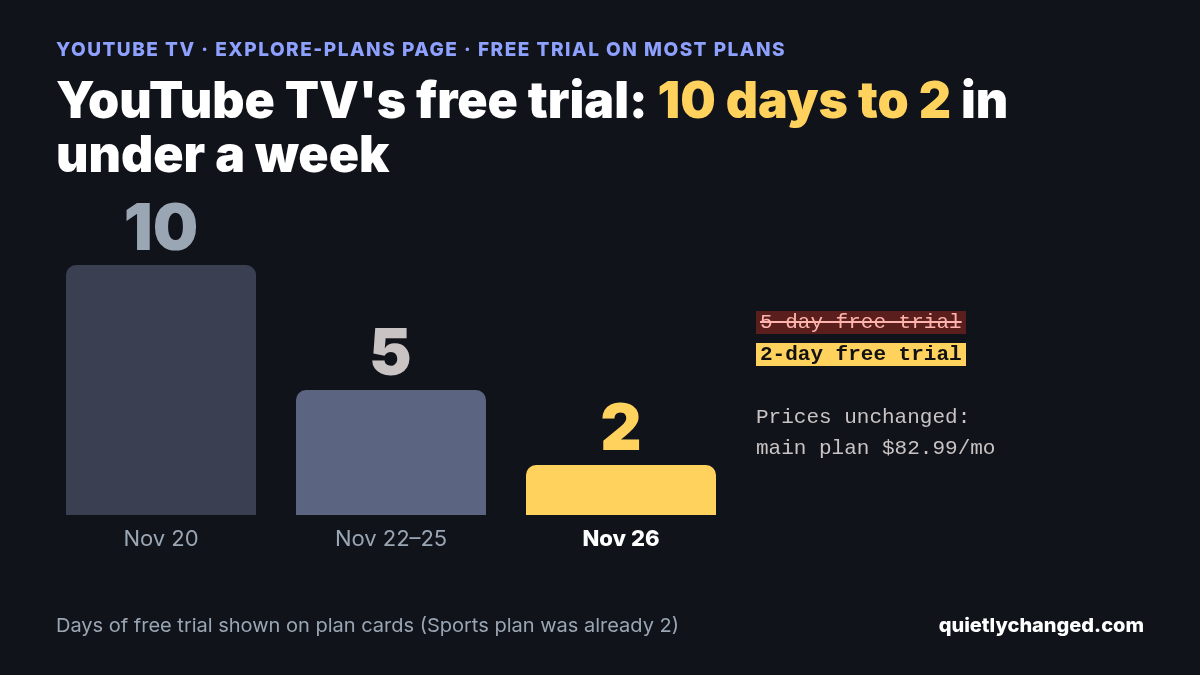 YOUTUBE TV · EXPLORE-PLANS PAGE · FREE TRIAL ON MOST PLANS
YouTube TV's free trial: 10 days to 2 in
under a week
10
5
2
Nov 20
Nov 22–25
Nov 26
5-day free trial
2-day free trial
Prices unchanged:
main plan $82.99/mo
Days of free trial shown on plan cards (Sports plan was already 2)
quietlychanged.com